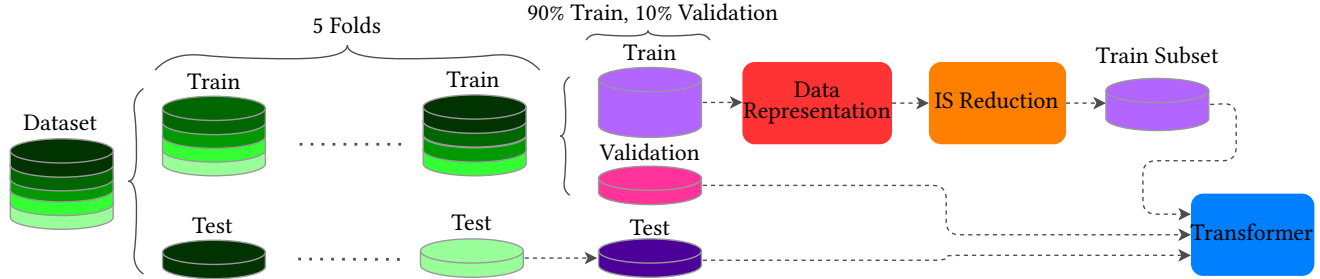 90% Train, 10% Validation
5 Folds
Train
Train
Train
Train Subset
Data
Representation
IS Reduction
Dataset
Validation
Test
Test
Test
Transformer